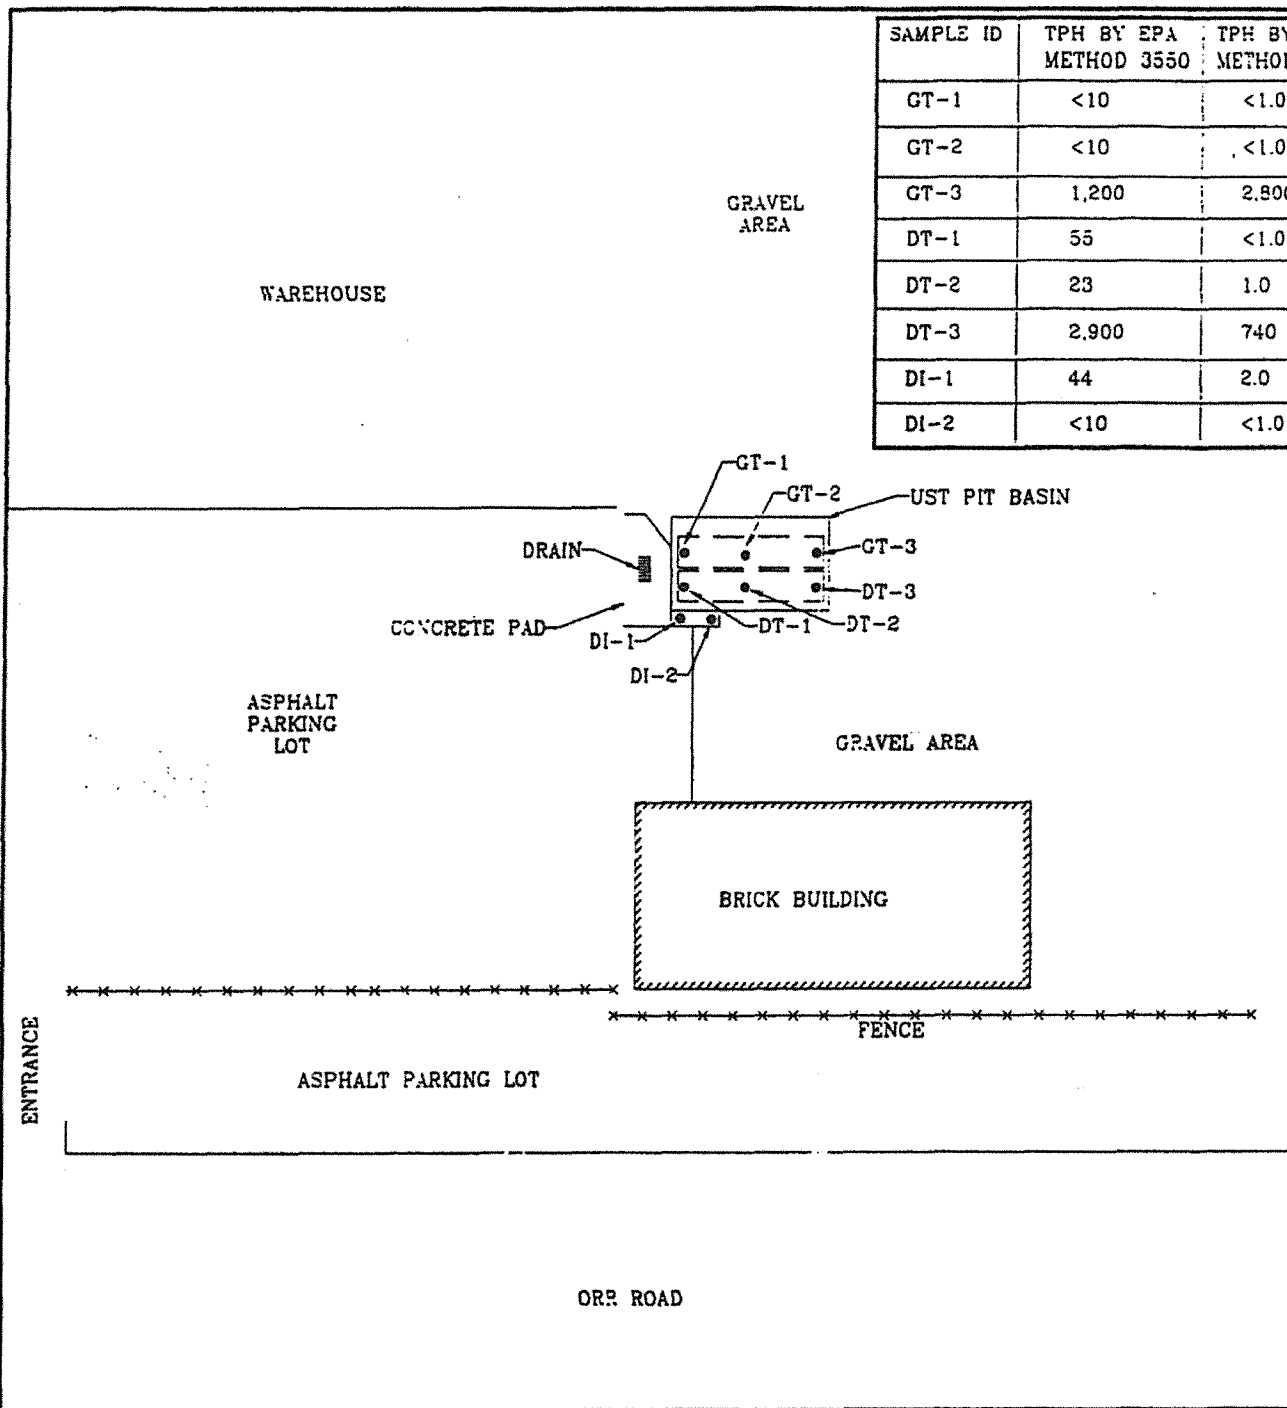 SAMPLE ID TPH BY EPA TPH BY
METHOD 3550
GT-1 <10 <1.0
GT-2 <10 <1.0
GT-3 1,200
DT-1 55 <1.0
DT-2 23 1.0
DT-3 2,900 740
DI-1 44 2.0
DI-2 <10 <1.0
GRAVEL
AREA
WAREHOUSE
GT-1
GT-2
UST PIT BASIN
DRAIN
GT-3
DT-3
CONCRETE PAD
DI-1
DT-1
DT-2
DI-2
ASPHALT
PARKING
LOT
GRAVEL AREA
BRICK BUILDING
FENCE
ENTRANCE
ASPHALT PARKING LOT
ORR ROAD